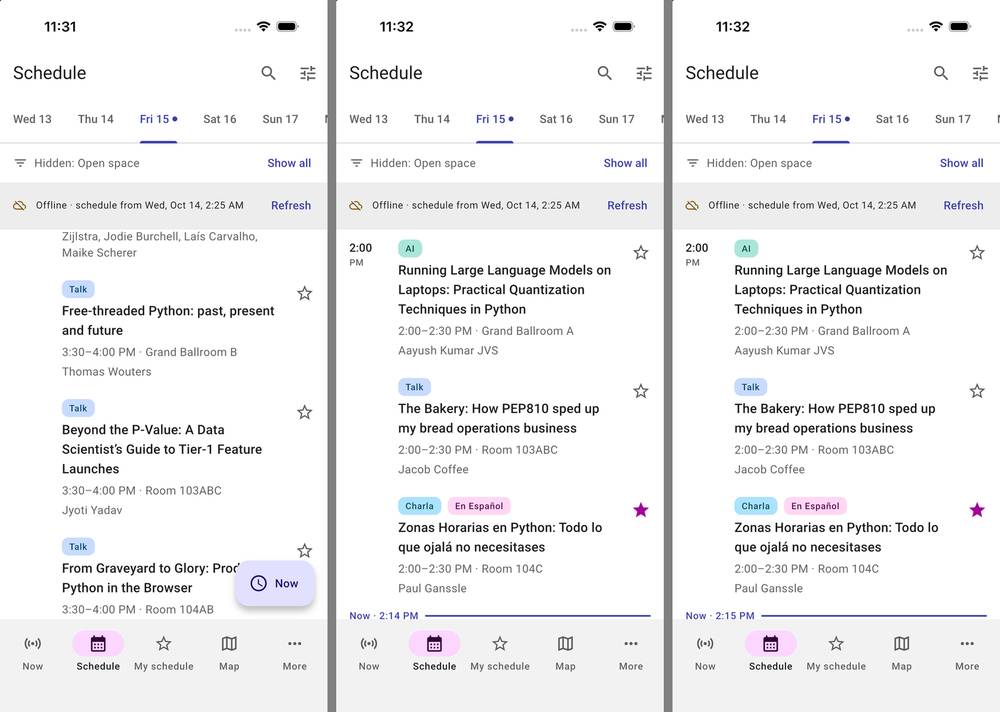 11:31
Schedule
Wed 13 Thu 14 Fri 15 Sat 16 Sun 17
Hidden: Open space Show all
Offline · schedule from Wed, Oct 14, 2:25 AM Refresh
Zijlstra, Jodie Burchell, Laís Carvalho,
Maike Scherer
Talk
Free-threaded Python: past, present
and future
3:30–4:00 PM · Grand Ballroom B
Thomas Wouters
Talk
Beyond the P-Value: A Data
Scientist’s Guide to Tier-1 Feature
Launches
3:30–4:00 PM · Room 103ABC
Jyoti Yadav
Talk
From Graveyard to Glory:
Python in the Browser
3:30–4:00 PM · Room 104AB
Now
Now Schedule My schedule Map More
11:32
Schedule
Wed 13 Thu 14 Fri 15 Sat 16 Sun 17
Hidden: Open space Show all
Offline · schedule from Wed, Oct 14, 2:25 AM Refresh
2:00
PM
AI
Running Large Language Models on
Laptops: Practical Quantization
Techniques in Python
2:00–2:30 PM · Grand Ballroom A
Aayush Kumar JVS
Talk
The Bakery: How PEP810 sped up
my bread operations business
2:00–2:30 PM · Room 103ABC
Jacob Coffee
Charla En Español
Zonas Horarias en Python: Todo lo
que ojalá no necesitases
2:00–2:30 PM · Room 104C
Paul Ganssle
Now · 2:14 PM
Now Schedule My schedule Map More
11:32
Schedule
Wed 13 Thu 14 Fri 15 Sat 16 Sun 17
Hidden: Open space Show all
Offline · schedule from Wed, Oct 14, 2:25 AM Refresh
2:00
PM
AI
Running Large Language Models on
Laptops: Practical Quantization
Techniques in Python
2:00–2:30 PM · Grand Ballroom A
Aayush Kumar JVS
Talk
The Bakery: How PEP810 sped up
my bread operations business
2:00–2:30 PM · Room 103ABC
Jacob Coffee
Charla En Español
Zonas Horarias en Python: Todo lo
que ojalá no necesitases
2:00–2:30 PM · Room 104C
Paul Ganssle
Now · 2:15 PM
Now Schedule My schedule Map More